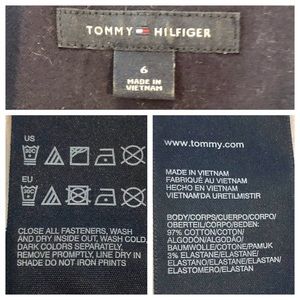 TOMMY HILFIGER
6
MADE IN
VIETNAM
US
EU
CLOSE ALL FASTENERS, WASH
AND DRY INSIDE OUT, WASH COLD,
DARK COLORS SEPARATELY,
REMOVE PROMPTLY, LINE DRY IN
SHADE DO NOT IRON PRINTS
www.tommy.com
MADE IN VIETNAM
FABRIQUÉ AU VIETNAM
HECHO EN VIETNAM
VIETNAM'DA URETILMISTIR
BODY/CORPS/CUERPO/CORPO/
OBERTEIL/CORPO/BEDEN:
97% COTTON/COTON/
ALGODÓN/ALGODÃO/
BAUMWOLLE/COTONE/PAMUK
3% ELASTANE/ÉLASTHANNE/
ELASTANO/ELASTANO/ELASTAN/
ELASTOMERO/ELASTAN